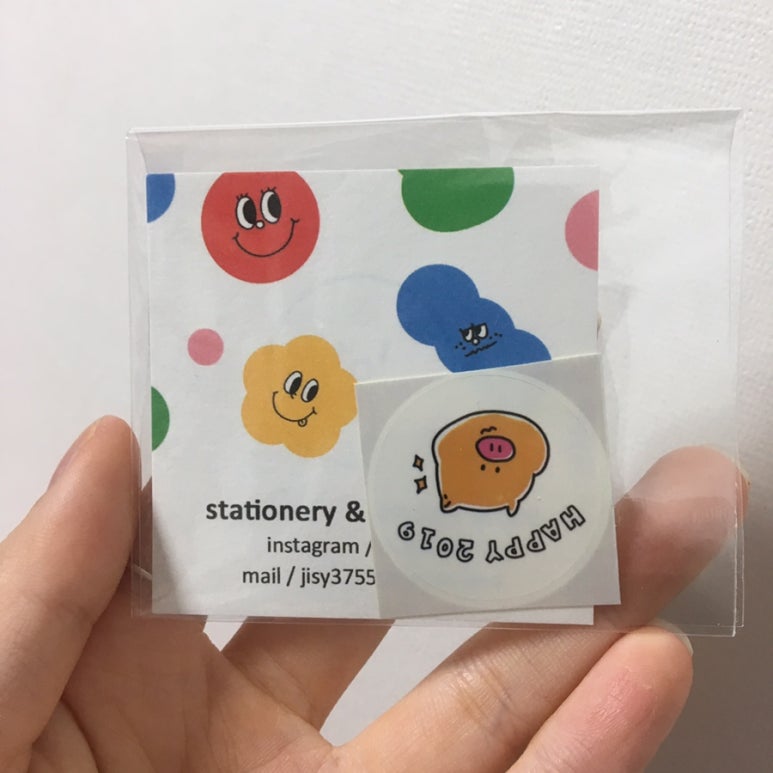 stationery &
instagram /
mail / jisy3755
HAPPY 2019